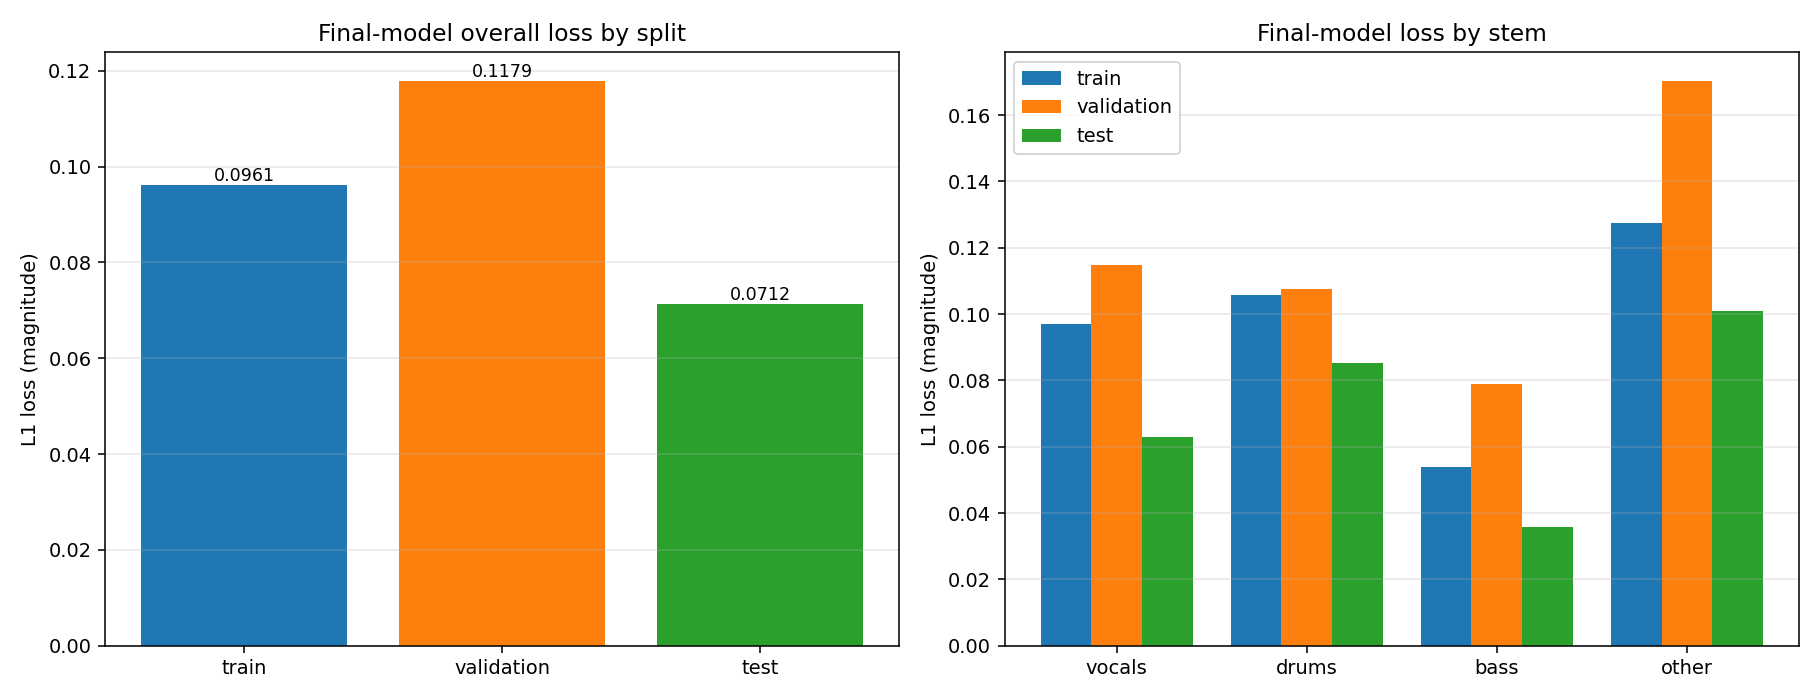 Final-model overall loss by split
L1 loss (magnitude)
0.12
0.10
0.08
0.06
0.04
0.02
0.00
0.0961
0.1179
0.0712
train
validation
test
Final-model loss by stem
L1 loss (magnitude)
0.16
0.14
0.12
0.10
0.08
0.06
0.04
0.02
0.00
train
validation
test
vocals
drums
bass
other